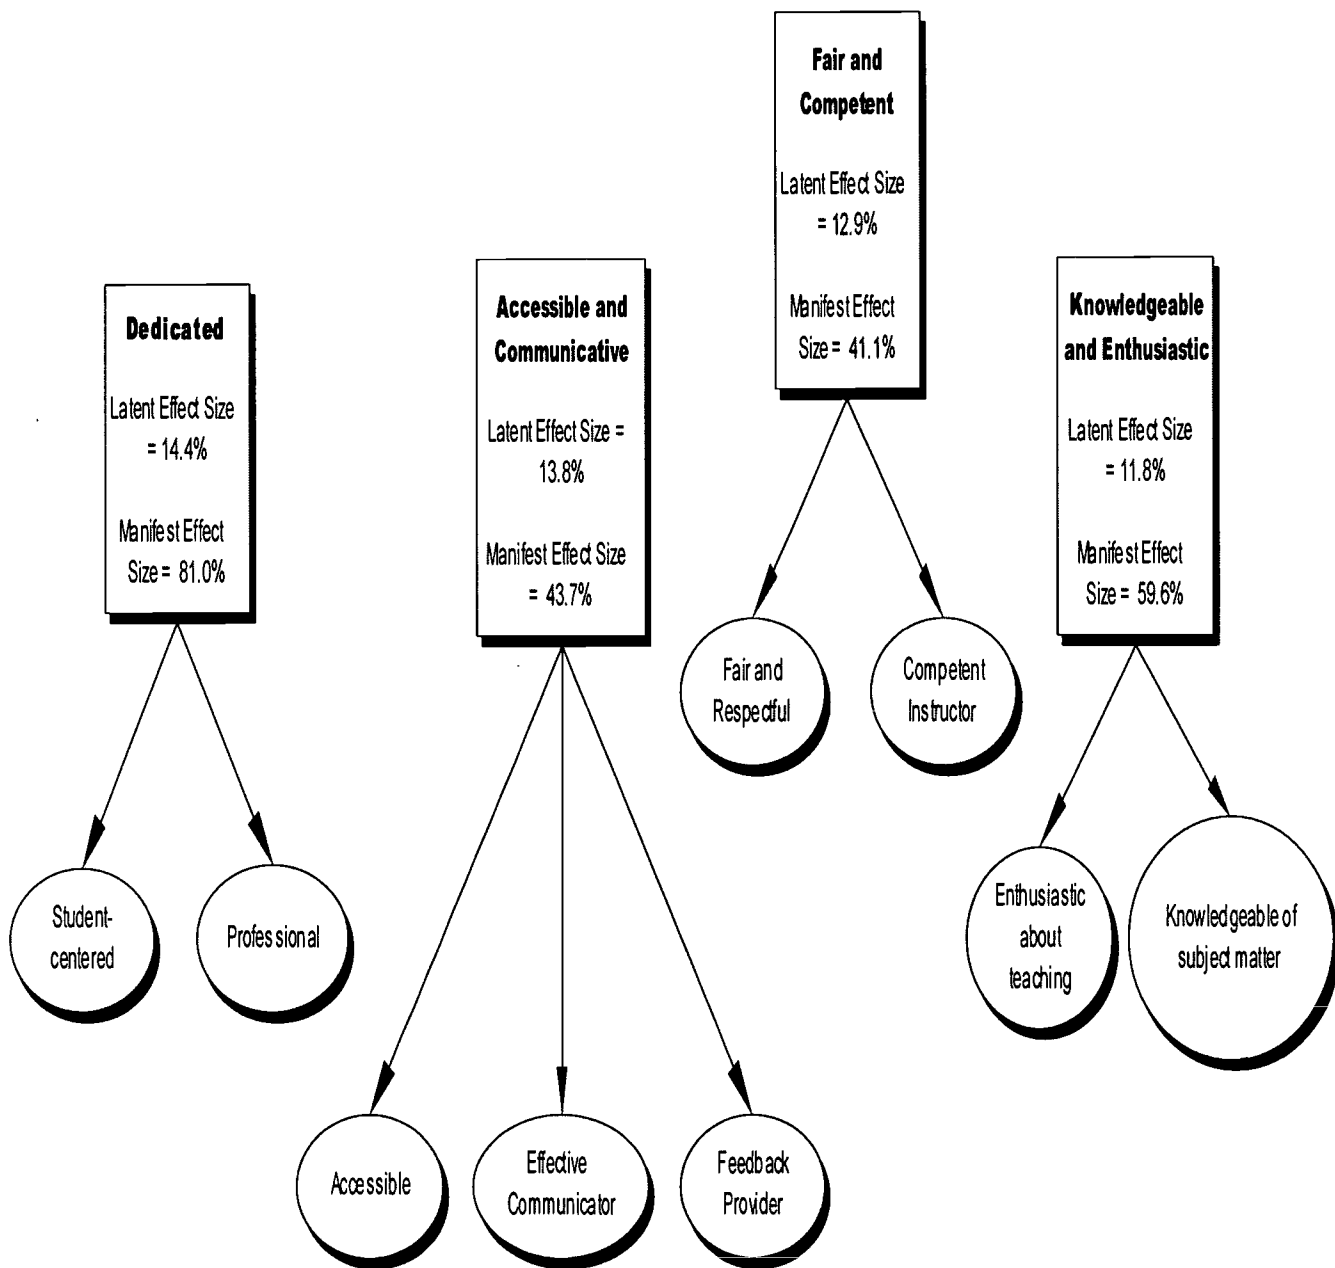 Fair and
Competent
Latent Effect Size
= 12.9%
Manifest Effect
Size = 41.1%
Dedicated
Latent Effect Size
= 14.4%
Manifest Effect
Size = 81.0%
Accessible and
Communicative
Latent Effect Size =
13.8%
Manifest Effect Size
= 43.7%
Knowledgeable
and Enthusiastic
Latent Effect Size
= 11.8%
Manifest Effect
Size = 59.6%
Fair and
Respectful
Competent
Instructor
Student-
centered
Professional
Enthusiastic
about
teaching
Knowledgeable of
subject matter
Accessible
Effective
Communicator
Feedback
Provider